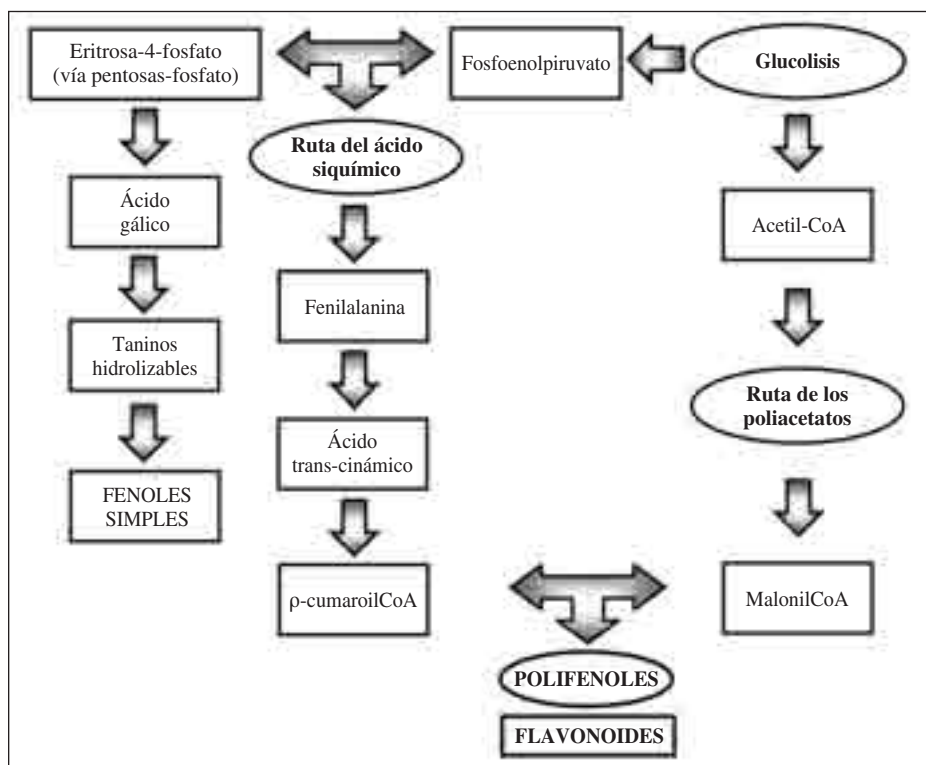 Eritrosa-4-fosfato
(vía pentosas-fosfato)
Fosfoenolpiruvato
Glucolisis
Ruta del ácido
siquímico
Ácido
gálico
Acetil-CoA
Fenilalanina
Taninos
hidrolizables
Ruta de los
poliacetatos
Ácido
trans-cinámico
FENOLES
SIMPLES
ρ-cumaroilCoA
MalonilCoA
POLIFENOLES
FLAVONOIDES